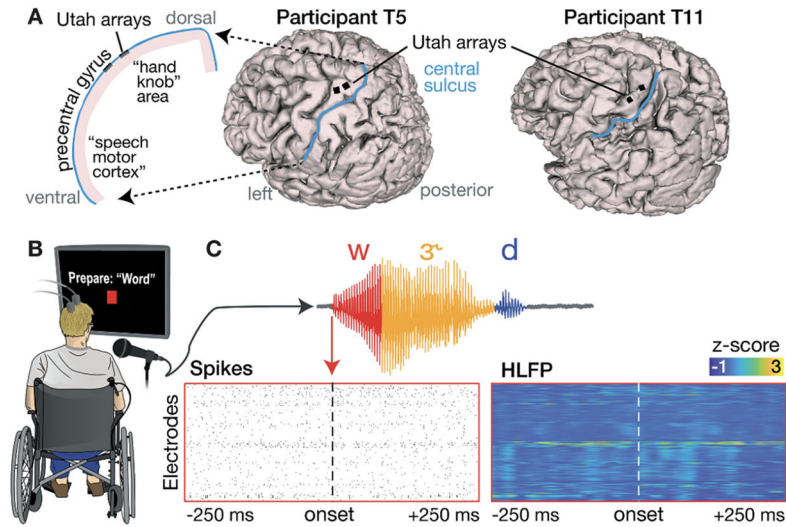 A
dorsal
Utah arrays
precentral gyrus
"hand
knob"
area
"speech
motor
cortex"
ventral
Participant T5
Participant T11
Utah arrays
central
sulcus
left
posterior
B
Prepare: "Word"
C
w
ɝ
d
Spikes
HLFP
z-score
-1
3
Electrodes
-250 ms
onset
+250 ms
-250 ms
onset
+250 ms